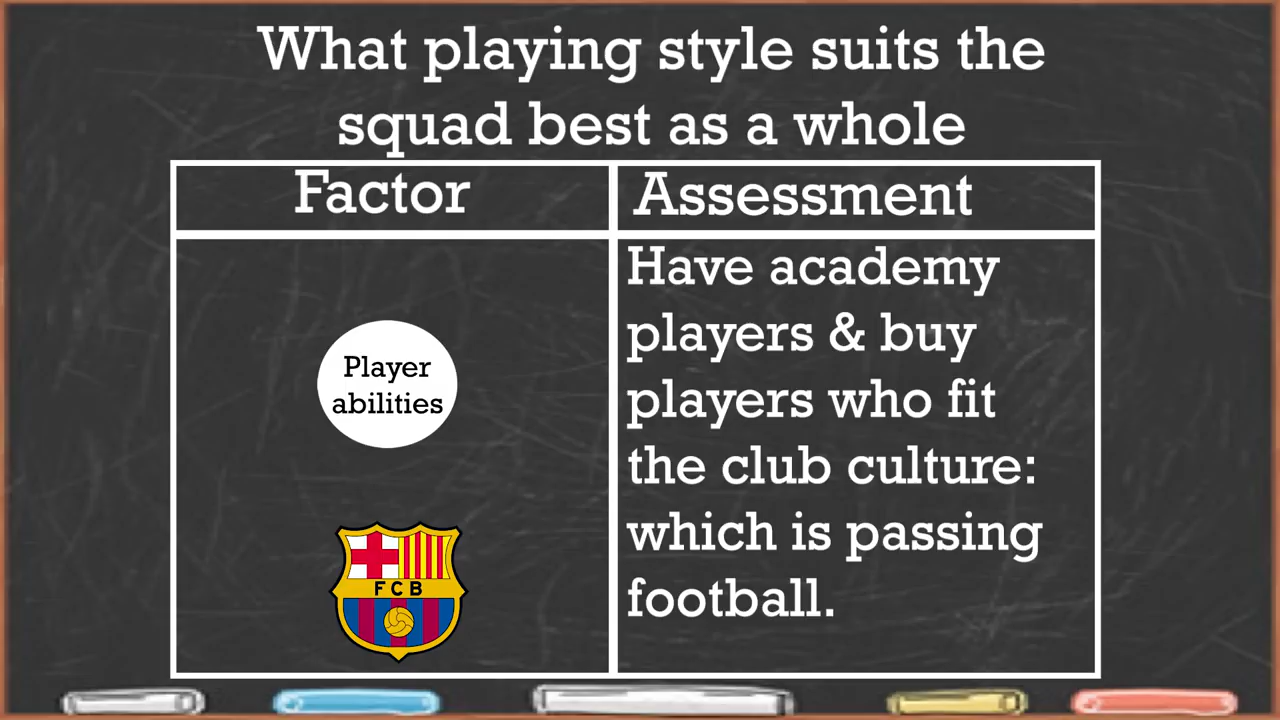 What playing style suits the
squad best as a whole
Factor
Assessment
Player
abilities
FCB
Have academy
players & buy
players who fit
the club culture:
which is passing
football.